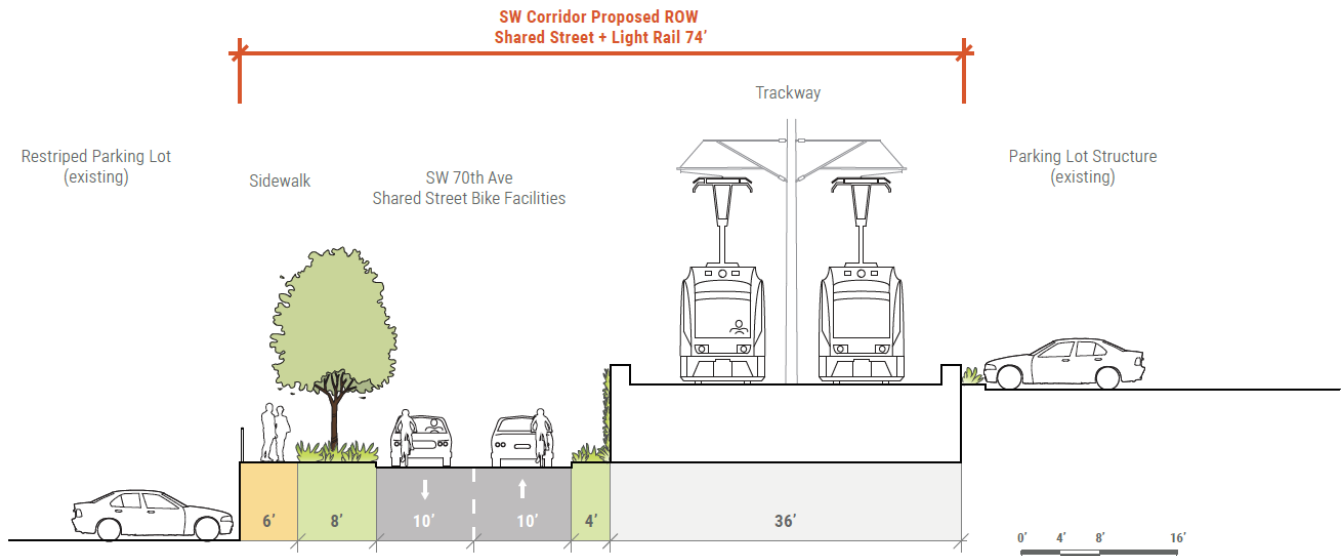 SW Corridor Proposed ROW
Shared Street + Light Rail 74'
Trackway
Restriped Parking Lot
(existing)
Sidewalk
SW 70th Ave
Shared Street Bike Facilities
Parking Lot Structure
(existing)
6'
8'
10'
10'
4'
36'
0'
4'
8'
16'